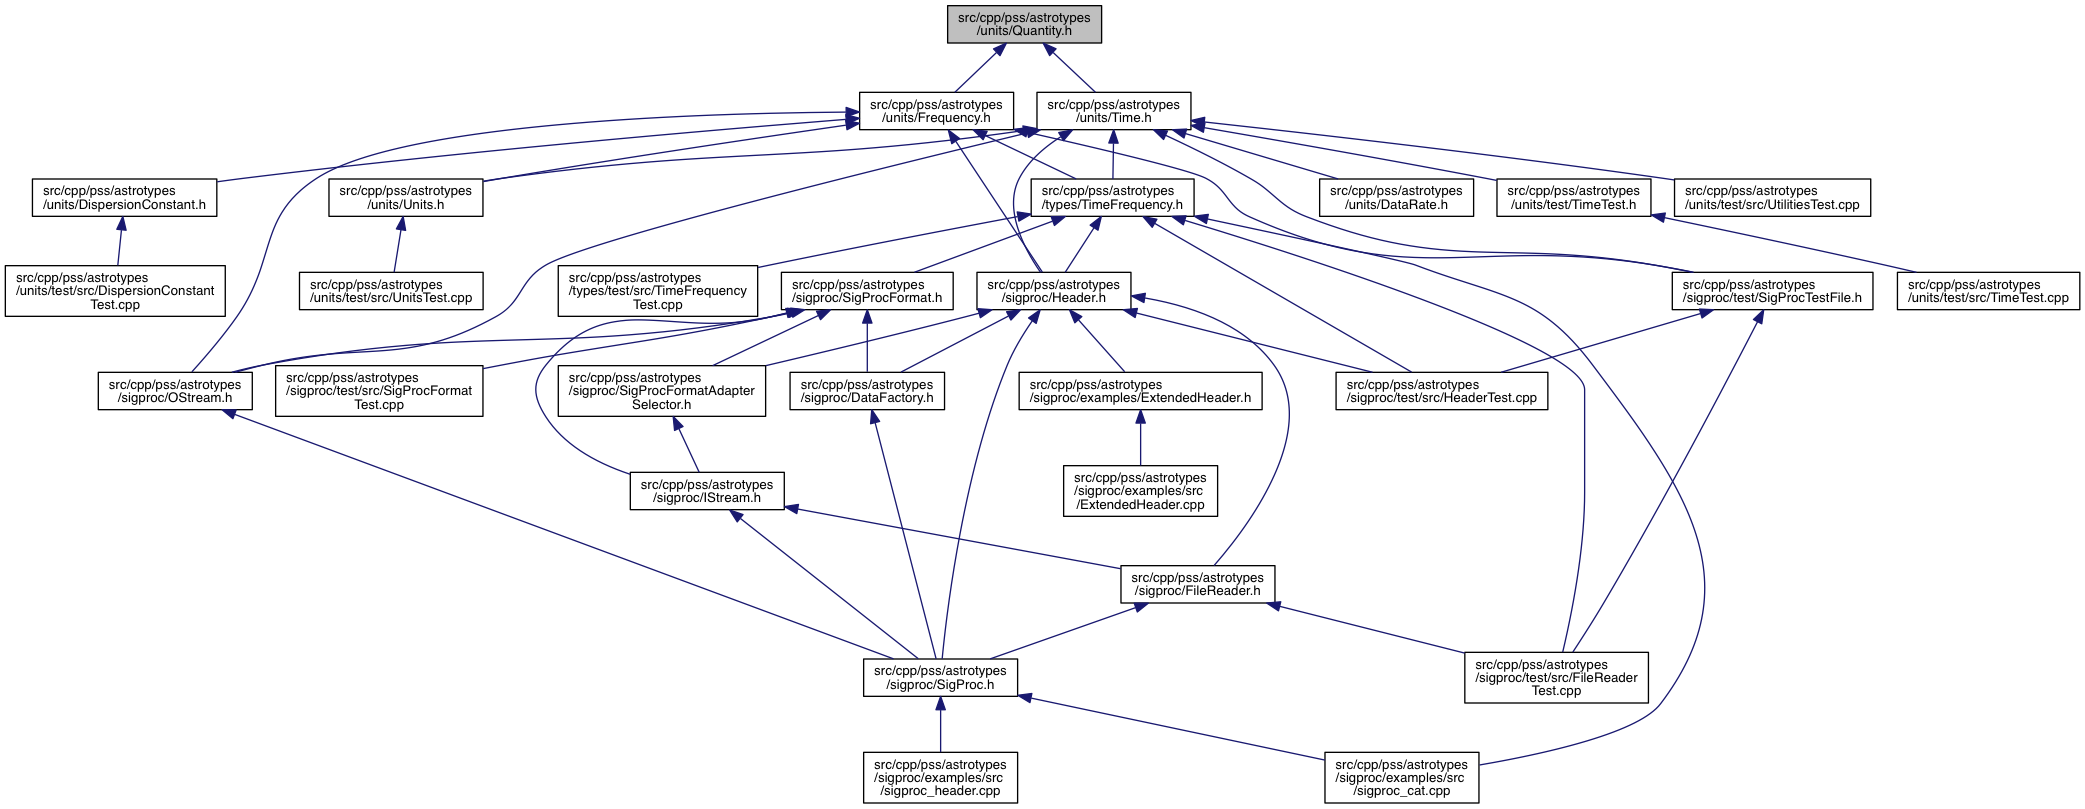 src/cpp/pss/astrotypes
/units/Quantity.h
src/cpp/pss/astrotypes
/units/Frequency.h
src/cpp/pss/astrotypes
/units/Time.h
src/cpp/pss/astrotypes
/units/DispersionConstant.h
src/cpp/pss/astrotypes
/units/Units.h
src/cpp/pss/astrotypes
/types/TimeFrequency.h
src/cpp/pss/astrotypes
/units/DataRate.h
src/cpp/pss/astrotypes
/units/test/TimeTest.h
src/cpp/pss/astrotypes
/units/test/src/UtilitiesTest.cpp
src/cpp/pss/astrotypes
/units/test/src/DispersionConstant
Test.cpp
src/cpp/pss/astrotypes
/units/test/src/UnitsTest.cpp
src/cpp/pss/astrotypes
/types/test/src/TimeFrequency
Test.cpp
src/cpp/pss/astrotypes
/sigproc/SigProcFormat.h
src/cpp/pss/astrotypes
/sigproc/Header.h
src/cpp/pss/astrotypes
/sigproc/test/SigProcTestFile.h
src/cpp/pss/astrotypes
/units/test/src/TimeTest.cpp
src/cpp/pss/astrotypes
/sigproc/OStream.h
src/cpp/pss/astrotypes
/sigproc/test/src/SigProcFormat
Test.cpp
src/cpp/pss/astrotypes
/sigproc/SigProcFormatAdapter
Selector.h
src/cpp/pss/astrotypes
/sigproc/DataFactory.h
src/cpp/pss/astrotypes
/sigproc/examples/ExtendedHeader.h
src/cpp/pss/astrotypes
/sigproc/test/src/HeaderTest.cpp
src/cpp/pss/astrotypes
/sigproc/IStream.h
src/cpp/pss/astrotypes
/sigproc/examples/src
/ExtendedHeader.cpp
src/cpp/pss/astrotypes
/sigproc/FileReader.h
src/cpp/pss/astrotypes
/sigproc/SigProc.h
src/cpp/pss/astrotypes
/sigproc/test/src/FileReader
Test.cpp
src/cpp/pss/astrotypes
/sigproc/examples/src
/sigproc_header.cpp
src/cpp/pss/astrotypes
/sigproc/examples/src
/sigproc_cat.cpp